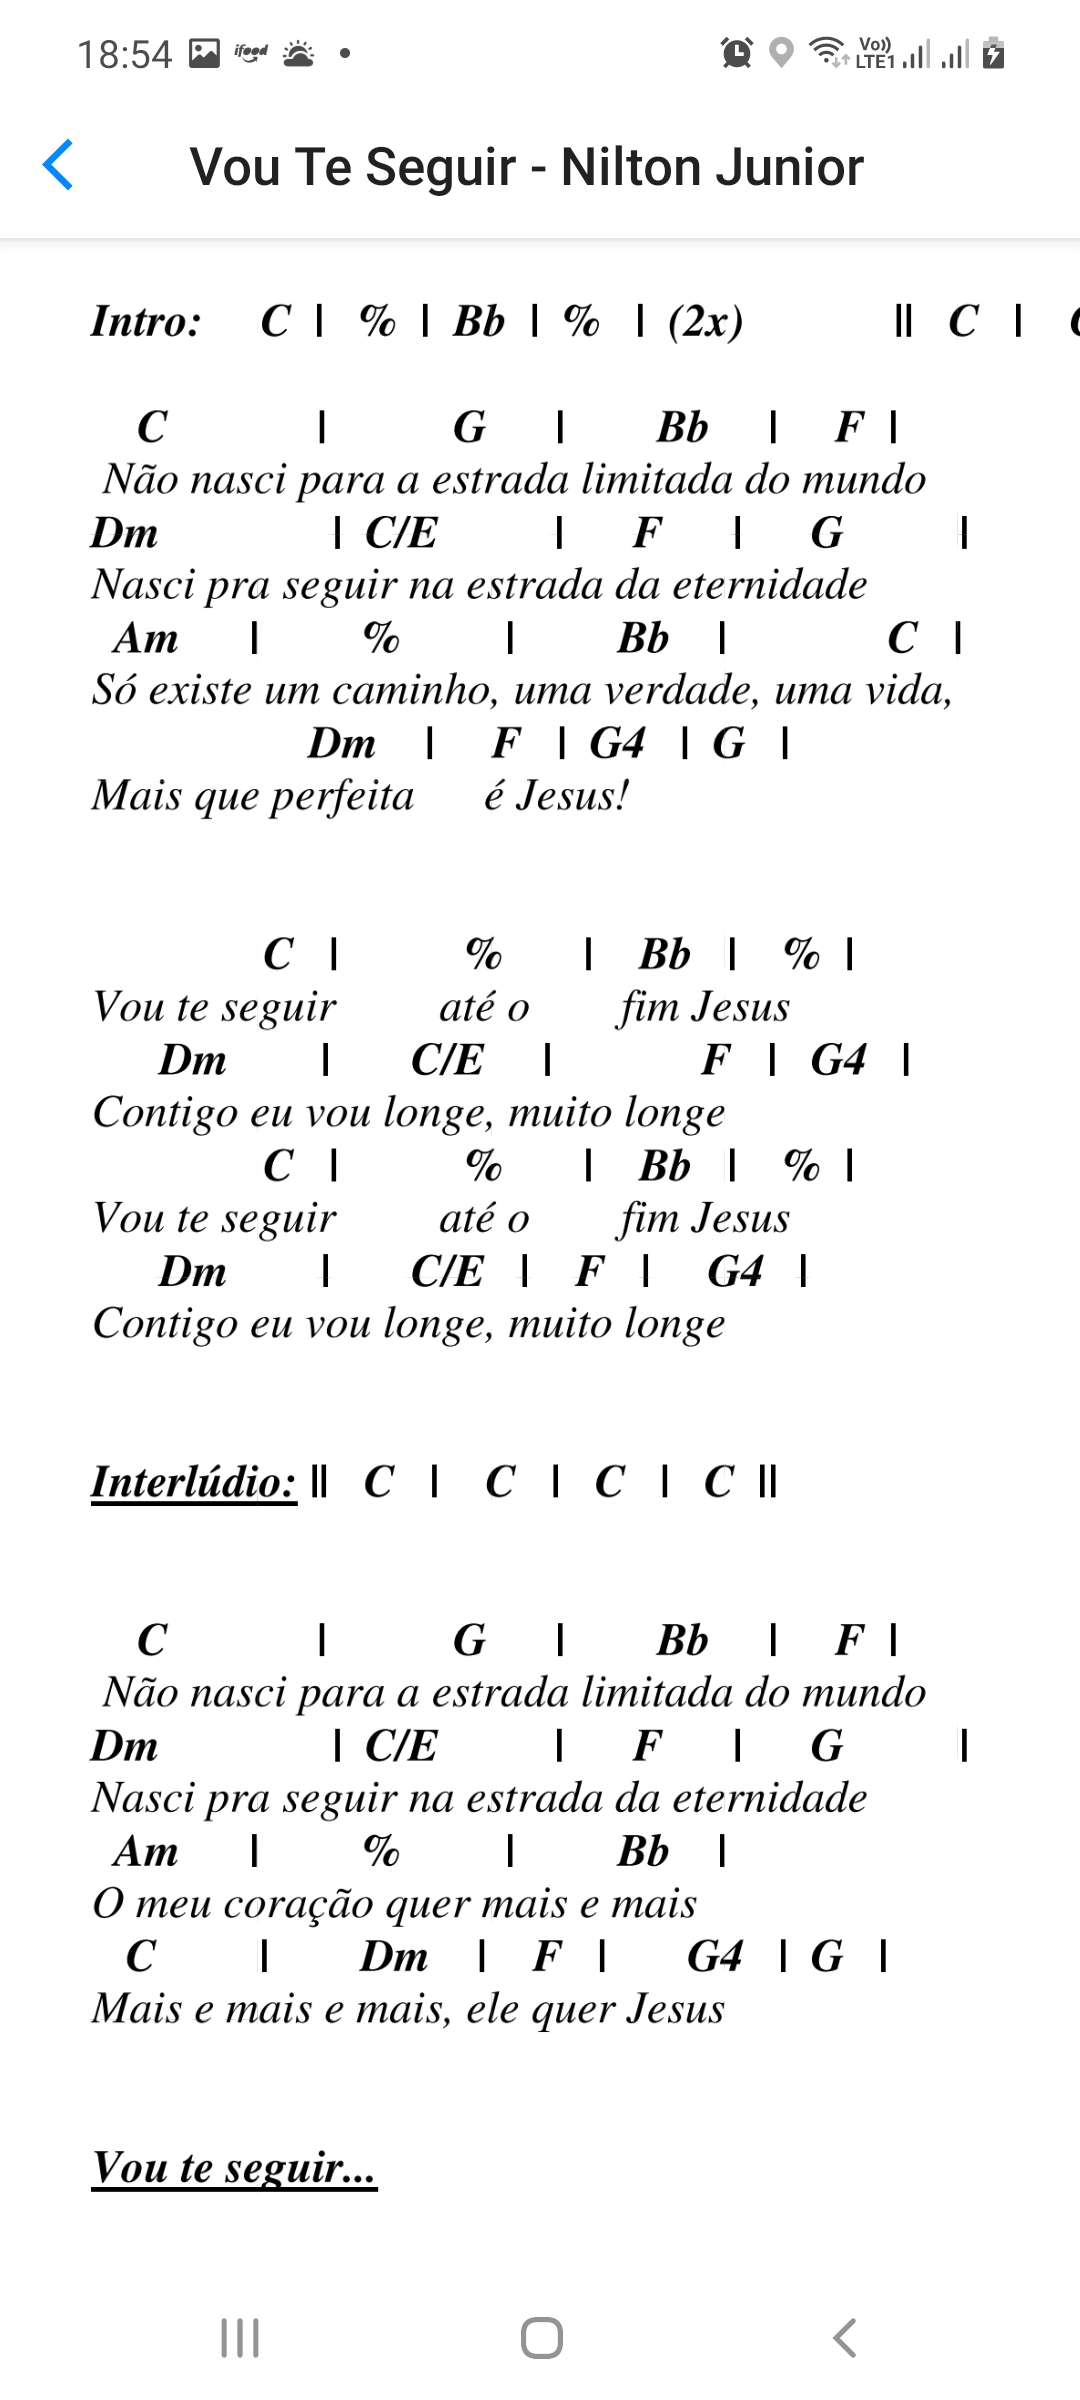 18:54 ifood Vo)) LTE1
Vou Te Seguir - Nilton Junior
Intro: C | % | Bb | % | (2x) || C |
C | G | Bb | F |
Não nasci para a estrada limitada do mundo
Dm | C/E | F | G |
Nasci pra seguir na estrada da eternidade
Am | % | Bb | C |
Só existe um caminho, uma verdade, uma vida,
Dm | F | G4 | G |
Mais que perfeita é Jesus!
C | % | Bb | % |
Vou te seguir até o fim Jesus
Dm | C/E | F | G4 |
Contigo eu vou longe, muito longe
C | % | Bb | % |
Vou te seguir até o fim Jesus
Dm | C/E | F | G4 |
Contigo eu vou longe, muito longe
Interlúdio: || C | C | C | C ||
C | G | Bb | F |
Não nasci para a estrada limitada do mundo
Dm | C/E | F | G |
Nasci pra seguir na estrada da eternidade
Am | % | Bb |
O meu coração quer mais e mais
C | Dm | F | G4 | G |
Mais e mais e mais, ele quer Jesus
Vou te seguir...